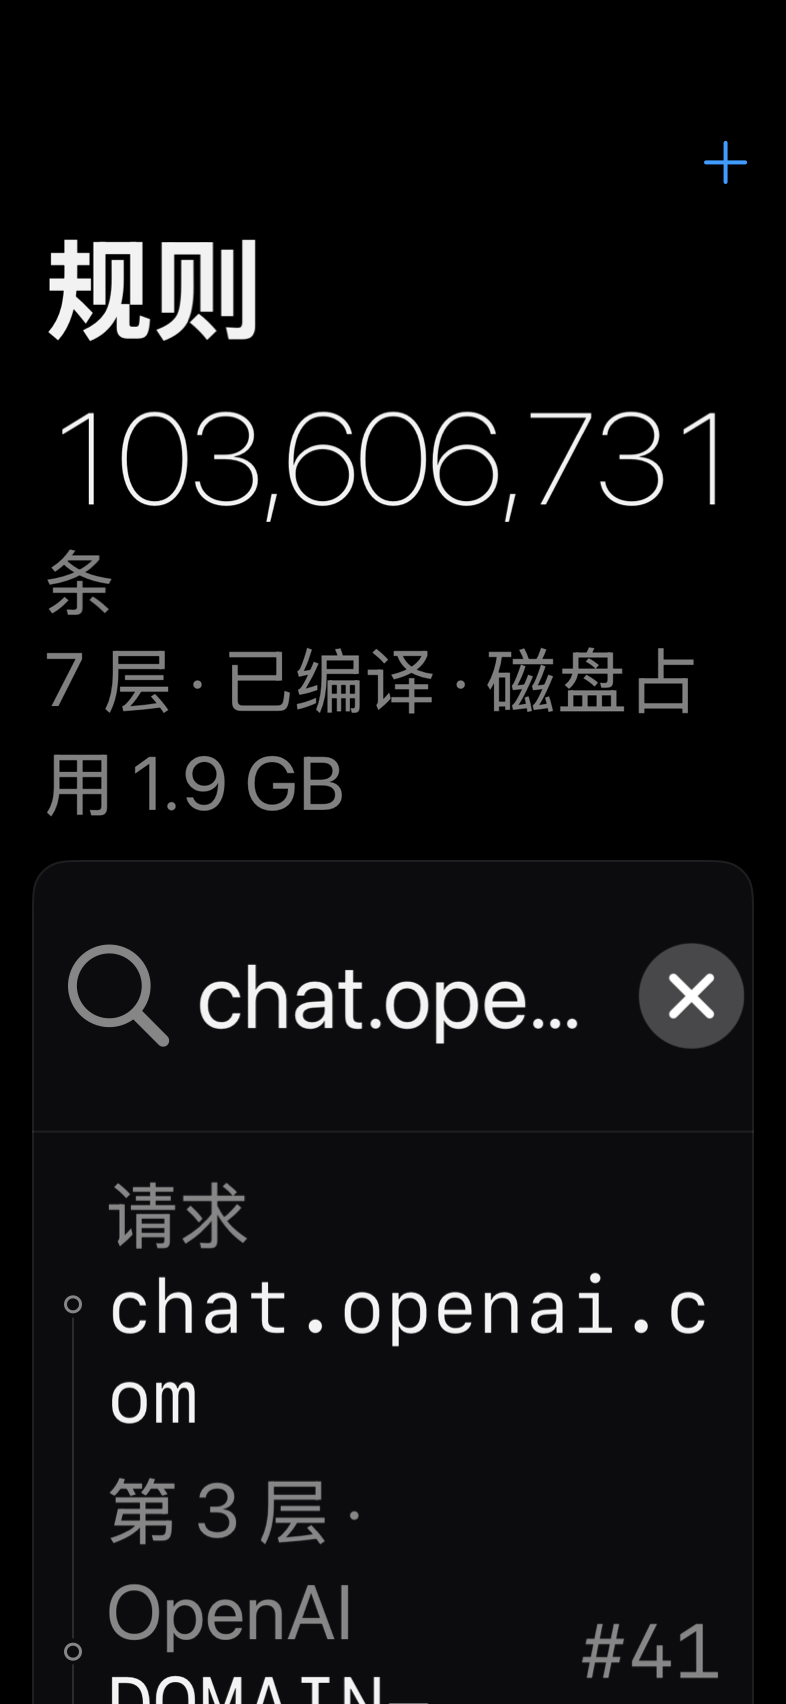 规则
103,606,731
条
7 层 · 已编译 · 磁盘占
用 1.9 GB
chat.ope...
请求
chat.openai.c
om
第 3 层 ·
OpenAI
#41
DOMAIN-